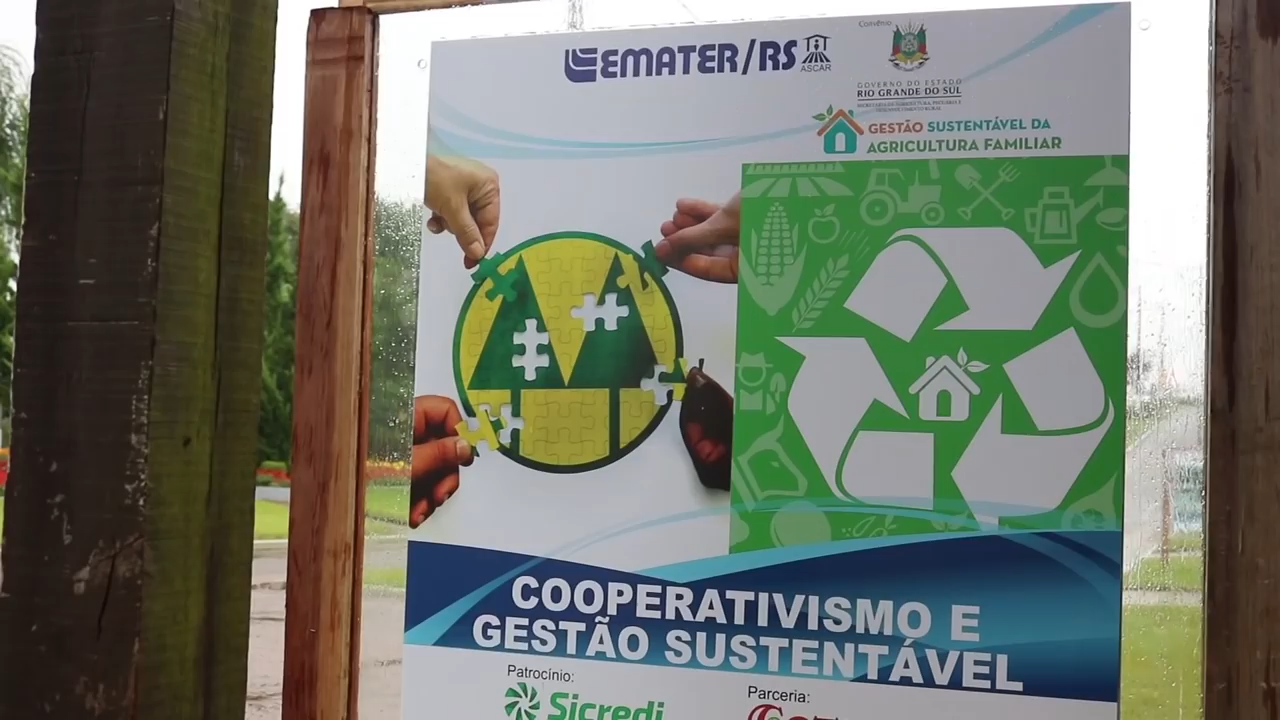 EMATER/RS
ASCAR
Convênio
GOVERNO DO ESTADO
RIO GRANDE DO SUL
GESTÃO SUSTENTÁVEL DA
AGRICULTURA FAMILIAR
COOPERATIVISMO E
GESTÃO SUSTENTÁVEL
Patrocínio:
Sicredi
Parceria: